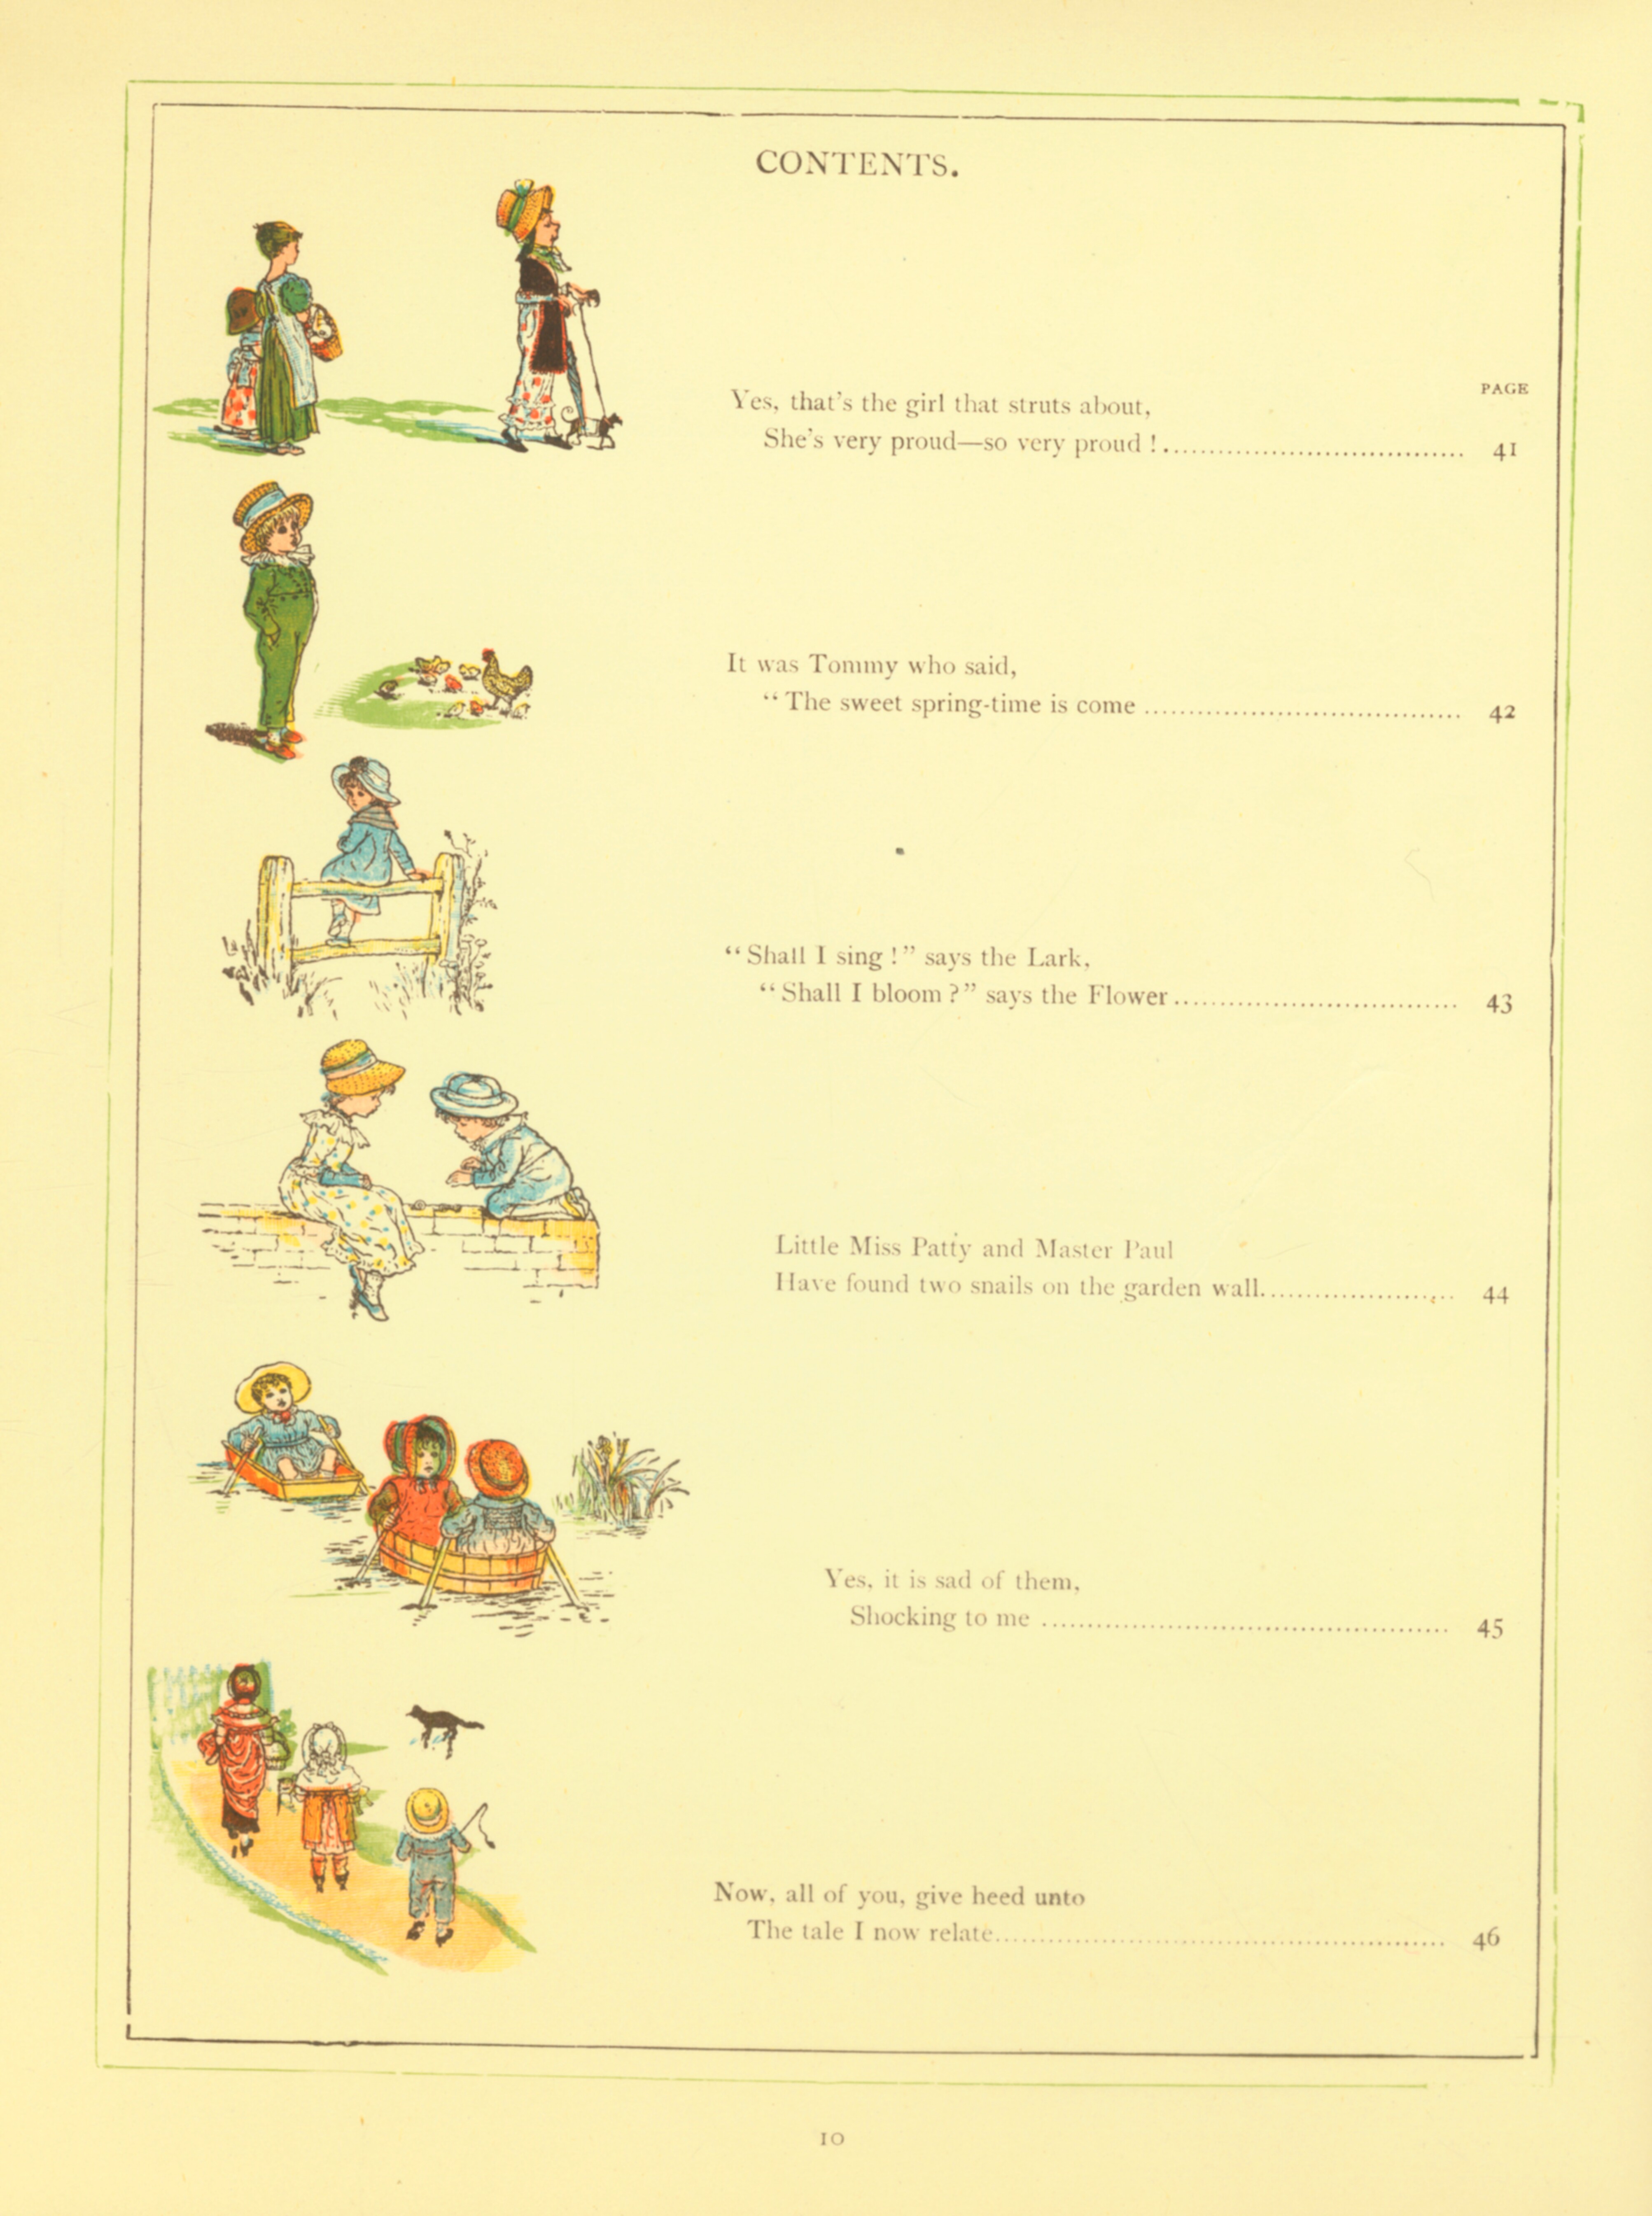 CONTENTS.
PAGE
Yes, that's the girl that struts about,
She's very proud—so very proud !.................................. 41
It was Tommy who said,
“ The sweet spring-time is come .................................... 42
“ Shall I sing ! ” says the Lark,
“ Shall I bloom ? ” says the Flower................................ 43
Little Miss Patty and Master Paul
Have found two snails on the garden wall...................... 44
Yes, it is sad of them,
Shocking to me .............................................. 45
Now, all of you, give heed unto
The tale I now relate.................................................. 46
10